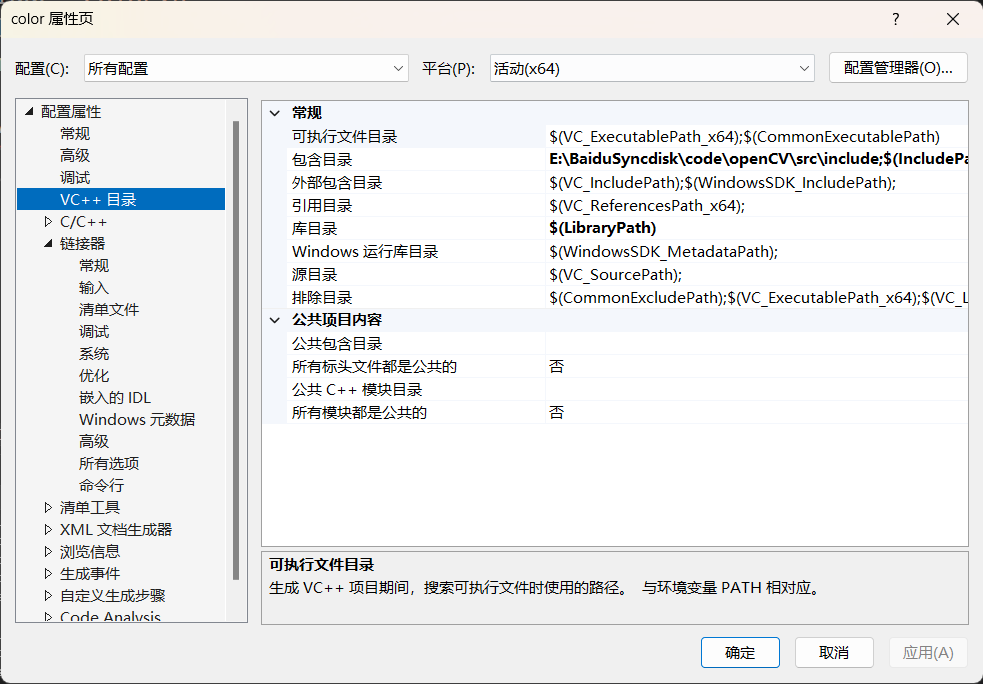 color 属性页
配置(C): 所有配置 平台(P): 活动(x64) 配置管理器(O)...
配置属性
常规
高级
调试
VC++ 目录
C/C++
链接器
常规
输入
清单文件
调试
系统
优化
嵌入的 IDL
Windows 元数据
高级
所有选项
命令行
清单工具
XML 文档生成器
浏览信息
生成事件
自定义生成步骤
Code Analysis
常规
可执行文件目录 $(VC_ExecutablePath_x64);$(CommonExecutablePath)
包含目录 E:\BaiduSyncdisk\code\openCV\src\include;$(IncludePa
外部包含目录 $(VC_IncludePath);$(WindowsSDK_IncludePath);
引用目录 $(VC_ReferencesPath_x64);
库目录 $(LibraryPath)
Windows 运行库目录 $(WindowsSDK_MetadataPath);
源目录 $(VC_SourcePath);
排除目录 $(CommonExcludePath);$(VC_ExecutablePath_x64);$(VC_L
公共项目内容
公共包含目录
所有标头文件都是公共的 否
公共 C++ 模块目录
所有模块都是公共的 否
可执行文件目录
生成 VC++ 项目期间，搜索可执行文件时使用的路径。 与环境变量 PATH 相对应。
确定 取消 应用(A)